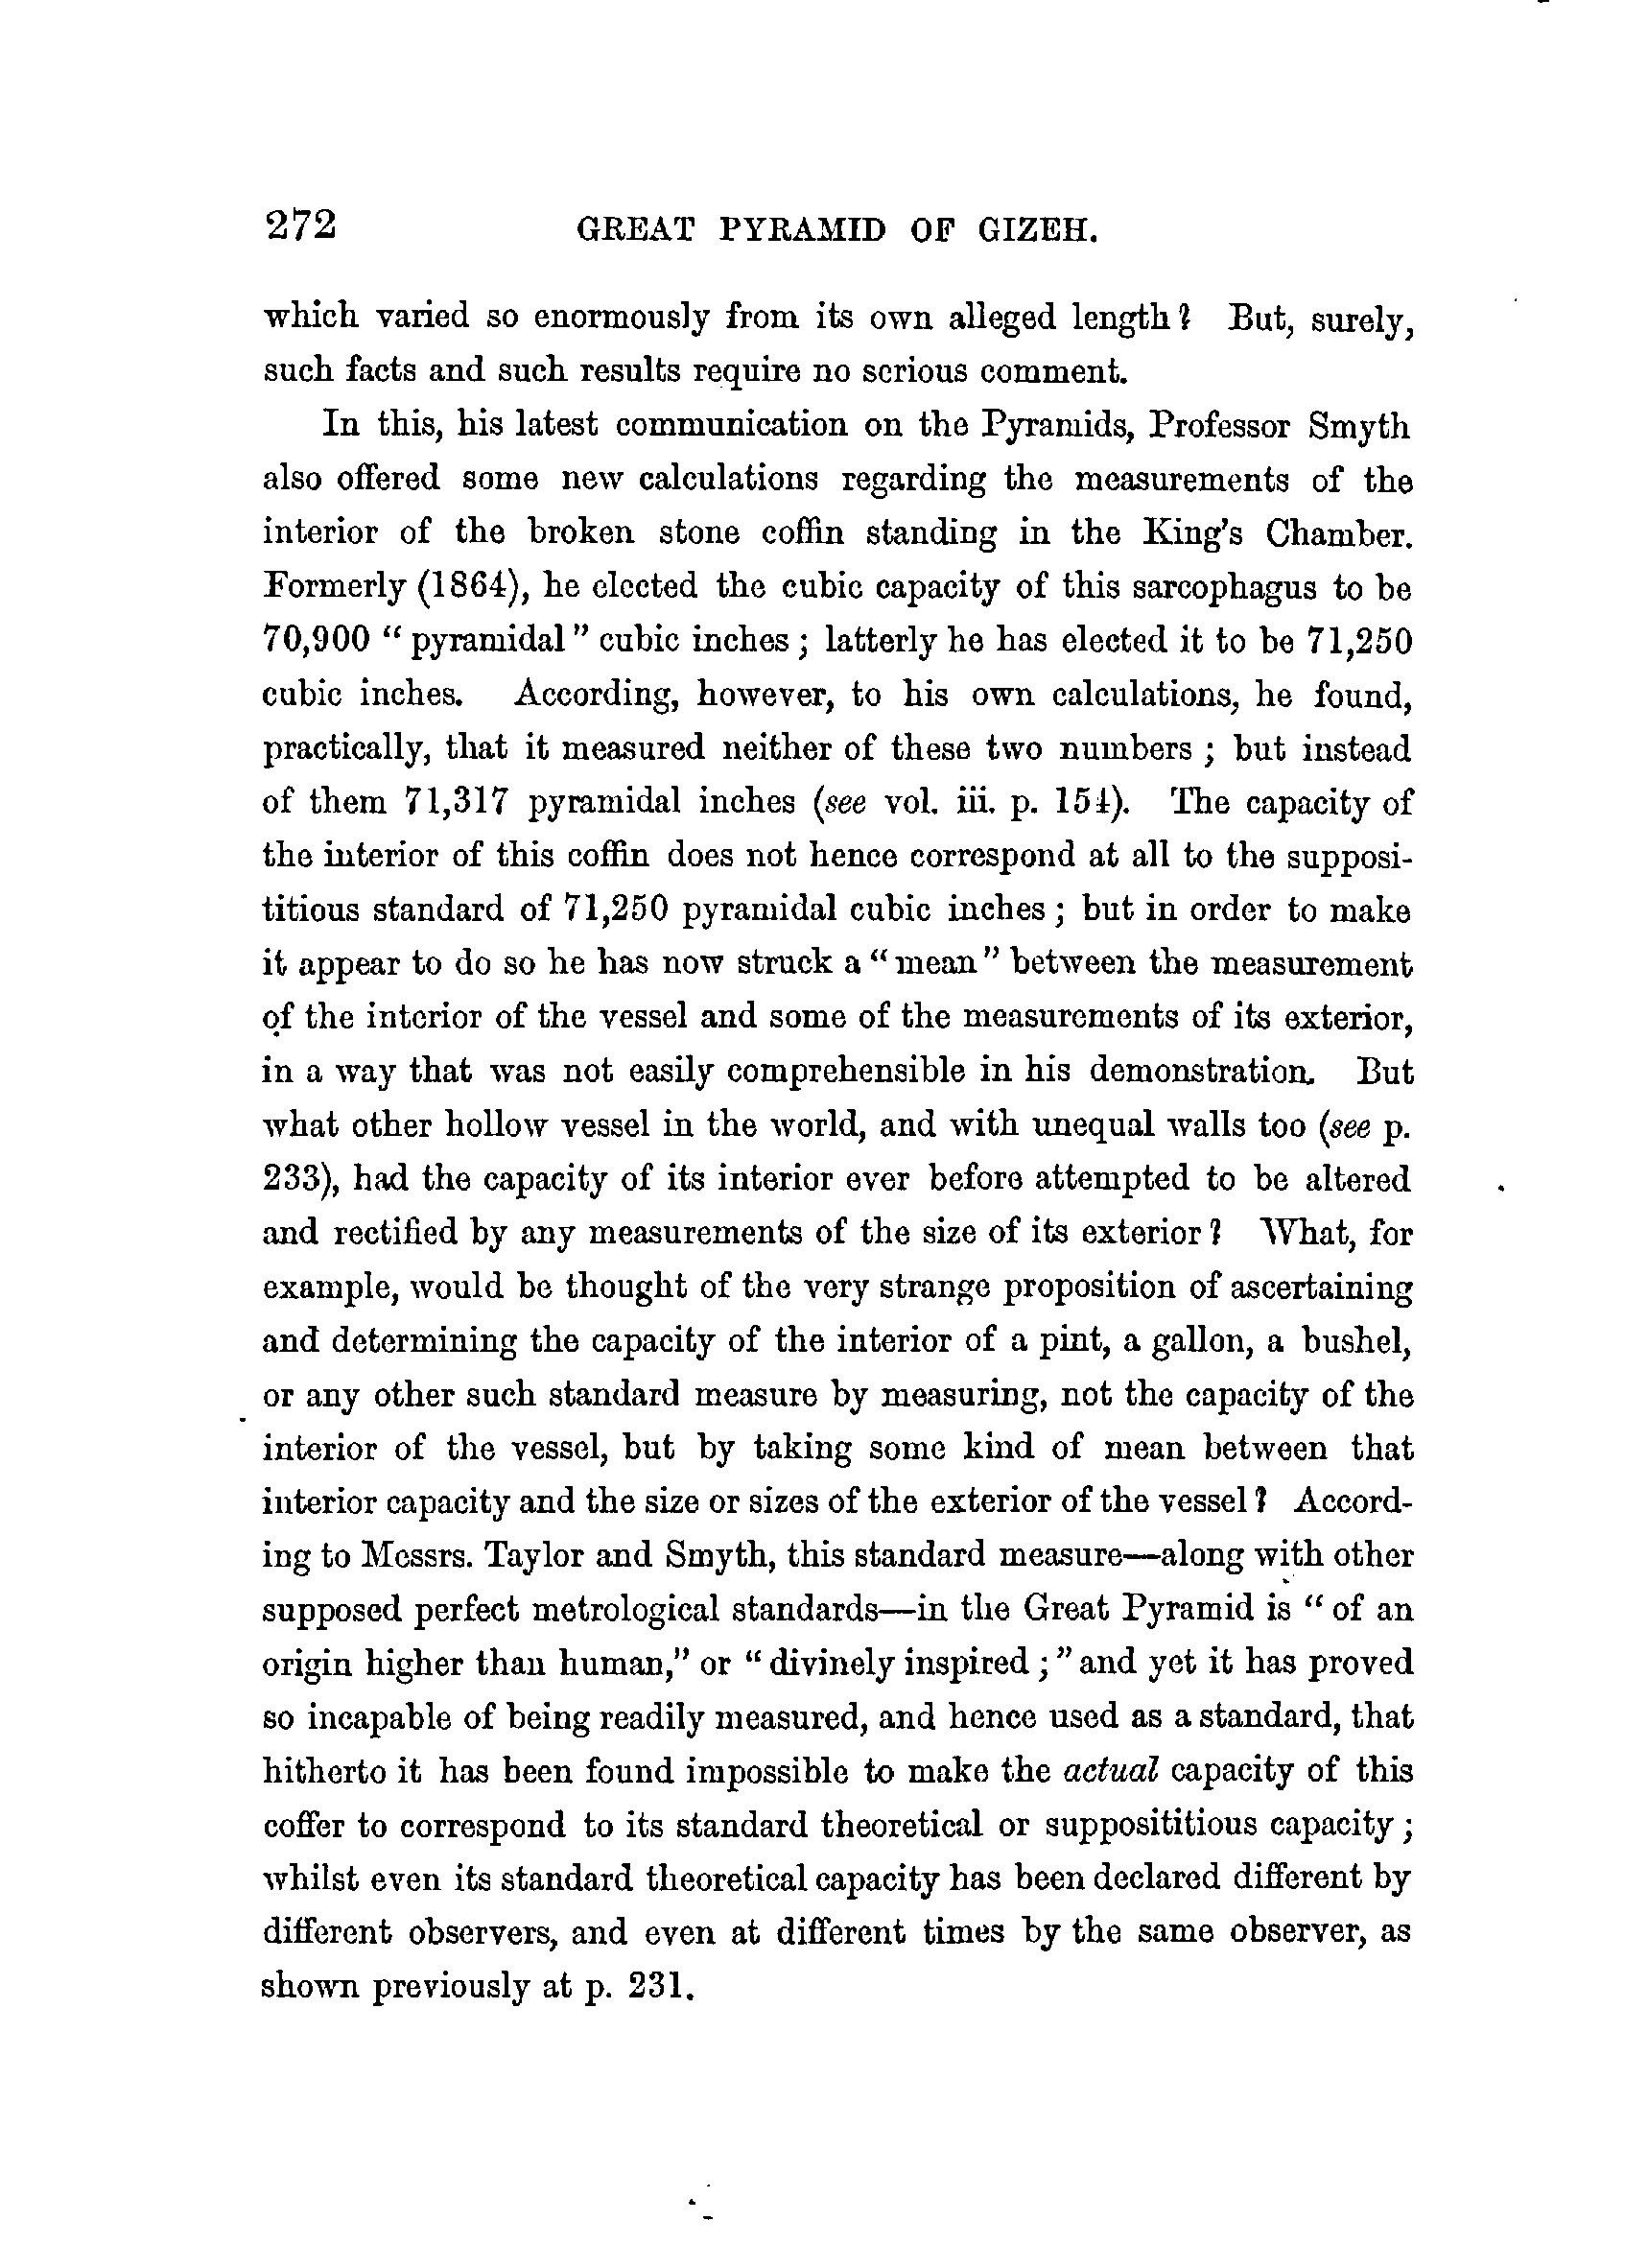 272 GREAT PYRAMID OF GIZEH.
which varied so enormously from its own alleged length? But, surely,
such facts and such results require no serious comment.
In this, his latest communication on the Pyramids, Professor Smyth
also offered some new calculations regarding the measurements of the
interior of the broken stone coffin standing in the King's Chamber.
Formerly (1864), he elected the cubic capacity of this sarcophagus to be
70,900 “pyramidal” cubic inches; latterly he has elected it to be 71,250
cubic inches. According, however, to his own calculations, he found,
practically, that it measured neither of these two numbers; but instead
of them 71,317 pyramidal inches (see vol. iii. p. 154). The capacity of
the interior of this coffin does not hence correspond at all to the supposi-
titious standard of 71,250 pyramidal cubic inches; but in order to make
it appear to do so he has now struck a “mean” between the measurement
of the interior of the vessel and some of the measurements of its exterior,
in a way that was not easily comprehensible in his demonstration. But
what other hollow vessel in the world, and with unequal walls too (see p.
233), had the capacity of its interior ever before attempted to be altered
and rectified by any measurements of the size of its exterior? What, for
example, would be thought of the very strange proposition of ascertaining
and determining the capacity of the interior of a pint, a gallon, a bushel,
or any other such standard measure by measuring, not the capacity of the
interior of the vessel, but by taking some kind of mean between that
interior capacity and the size or sizes of the exterior of the vessel? Accord-
ing to Messrs. Taylor and Smyth, this standard measure—along with other
supposed perfect metrological standards—in the Great Pyramid is “of an
origin higher than human,” or “divinely inspired;” and yet it has proved
so incapable of being readily measured, and hence used as a standard, that
hitherto it has been found impossible to make the actual capacity of this
coffer to correspond to its standard theoretical or supposititious capacity;
whilst even its standard theoretical capacity has been declared different by
different observers, and even at different times by the same observer, as
shown previously at p. 231.